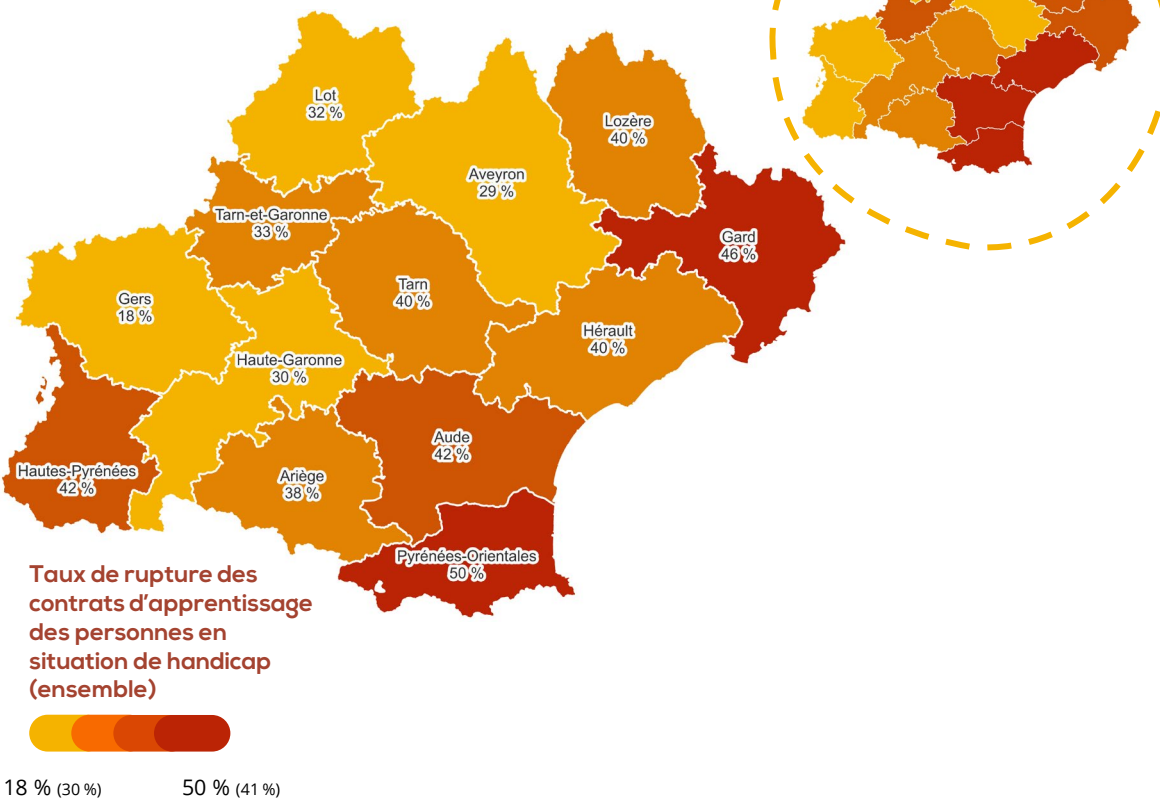 Lot
32 %
Lozère
40 %
Aveyron
29 %
Tarn-et-Garonne
33 %
Gard
46 %
Tarn
40 %
Gers
18 %
Hérault
40 %
Haute-Garonne
30 %
Aude
42 %
Hautes-Pyrénées
42 %
Ariège
38 %
Pyrénées-Orientales
50 %
Taux de rupture des
contrats d'apprentissage
des personnes en
situation de handicap
(ensemble)
18 % (30 %) 50 % (41 %)